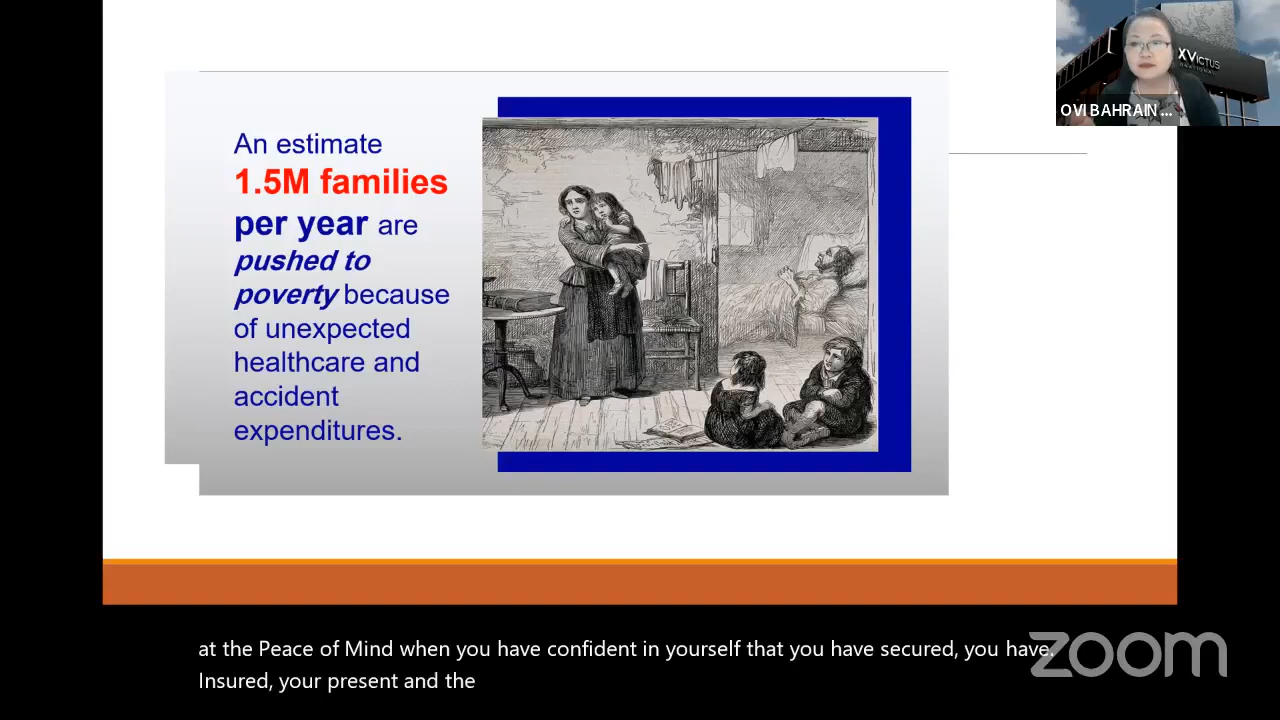 An estimate
1.5M families
per year are
pushed to
poverty because
of unexpected
healthcare and
accident
expenditures.
XVICTUS
OVI BAHRAIN ...
at the Peace of Mind when you have confident in yourself that you have secured, you have.
Insured, your present and the
zoom